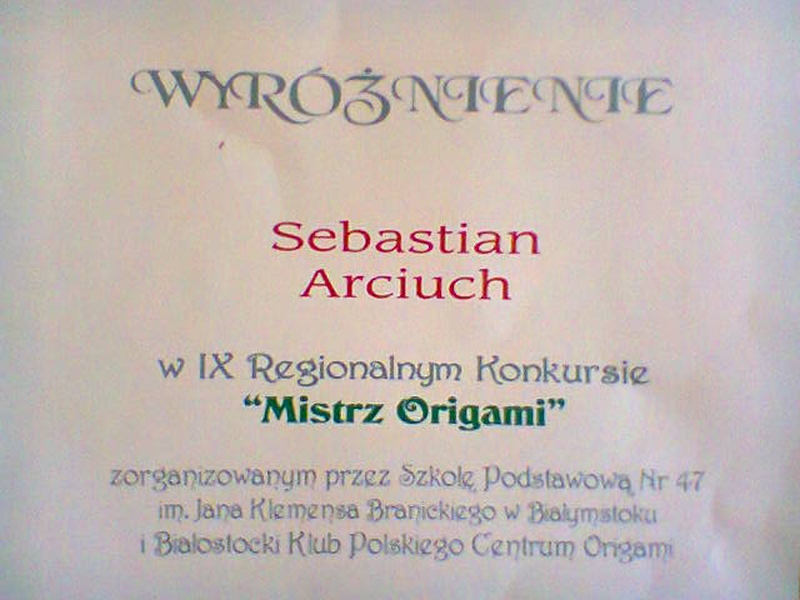 WYRÓŻNIENIE
Sebastian
Arciuch
w IX Regionalnym Konkursie
“Mistrz Origami”
zorganizowanym przez Szkołę Podstawową Nr 47
im. Jana Klemensa Branickiego w Białymstoku
i Białostocki Klub Polskiego Centrum Origami